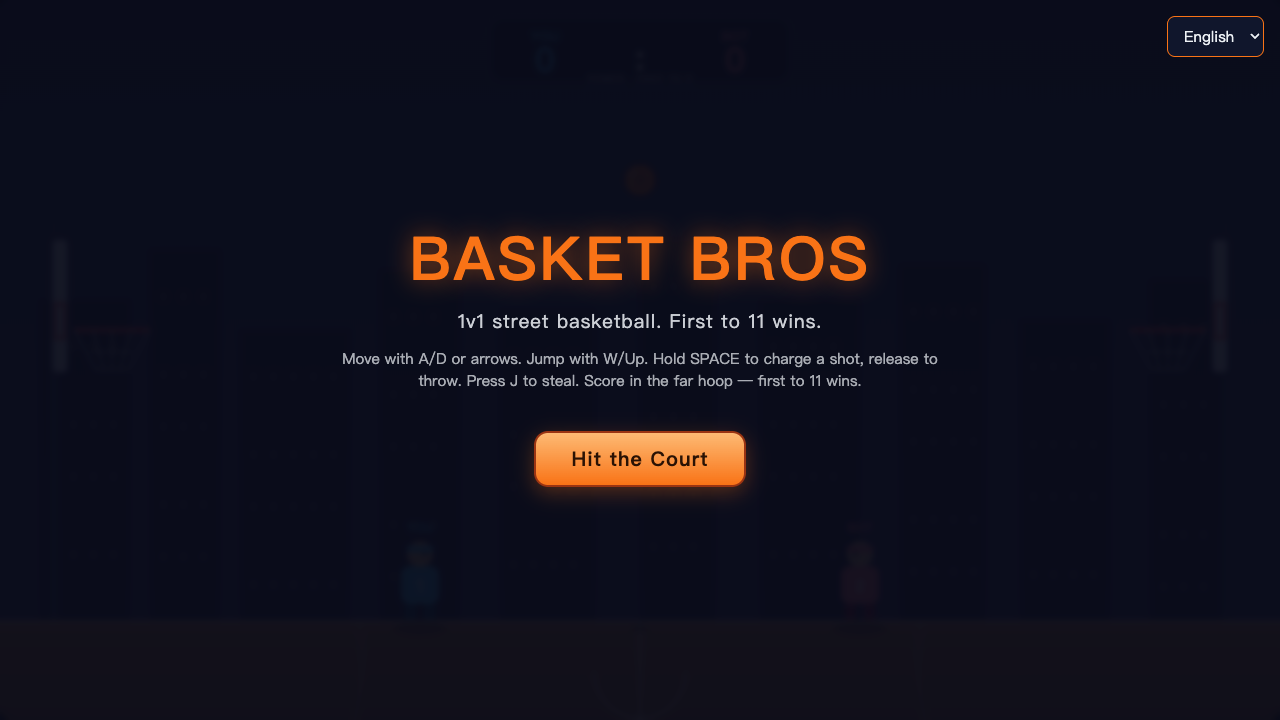 English
BASKET BROS
1v1 street basketball. First to 11 wins.
Move with A/D or arrows. Jump with W/Up. Hold SPACE to charge a shot, release to
throw. Press J to steal. Score in the far hoop — first to 11 wins.
Hit the Court